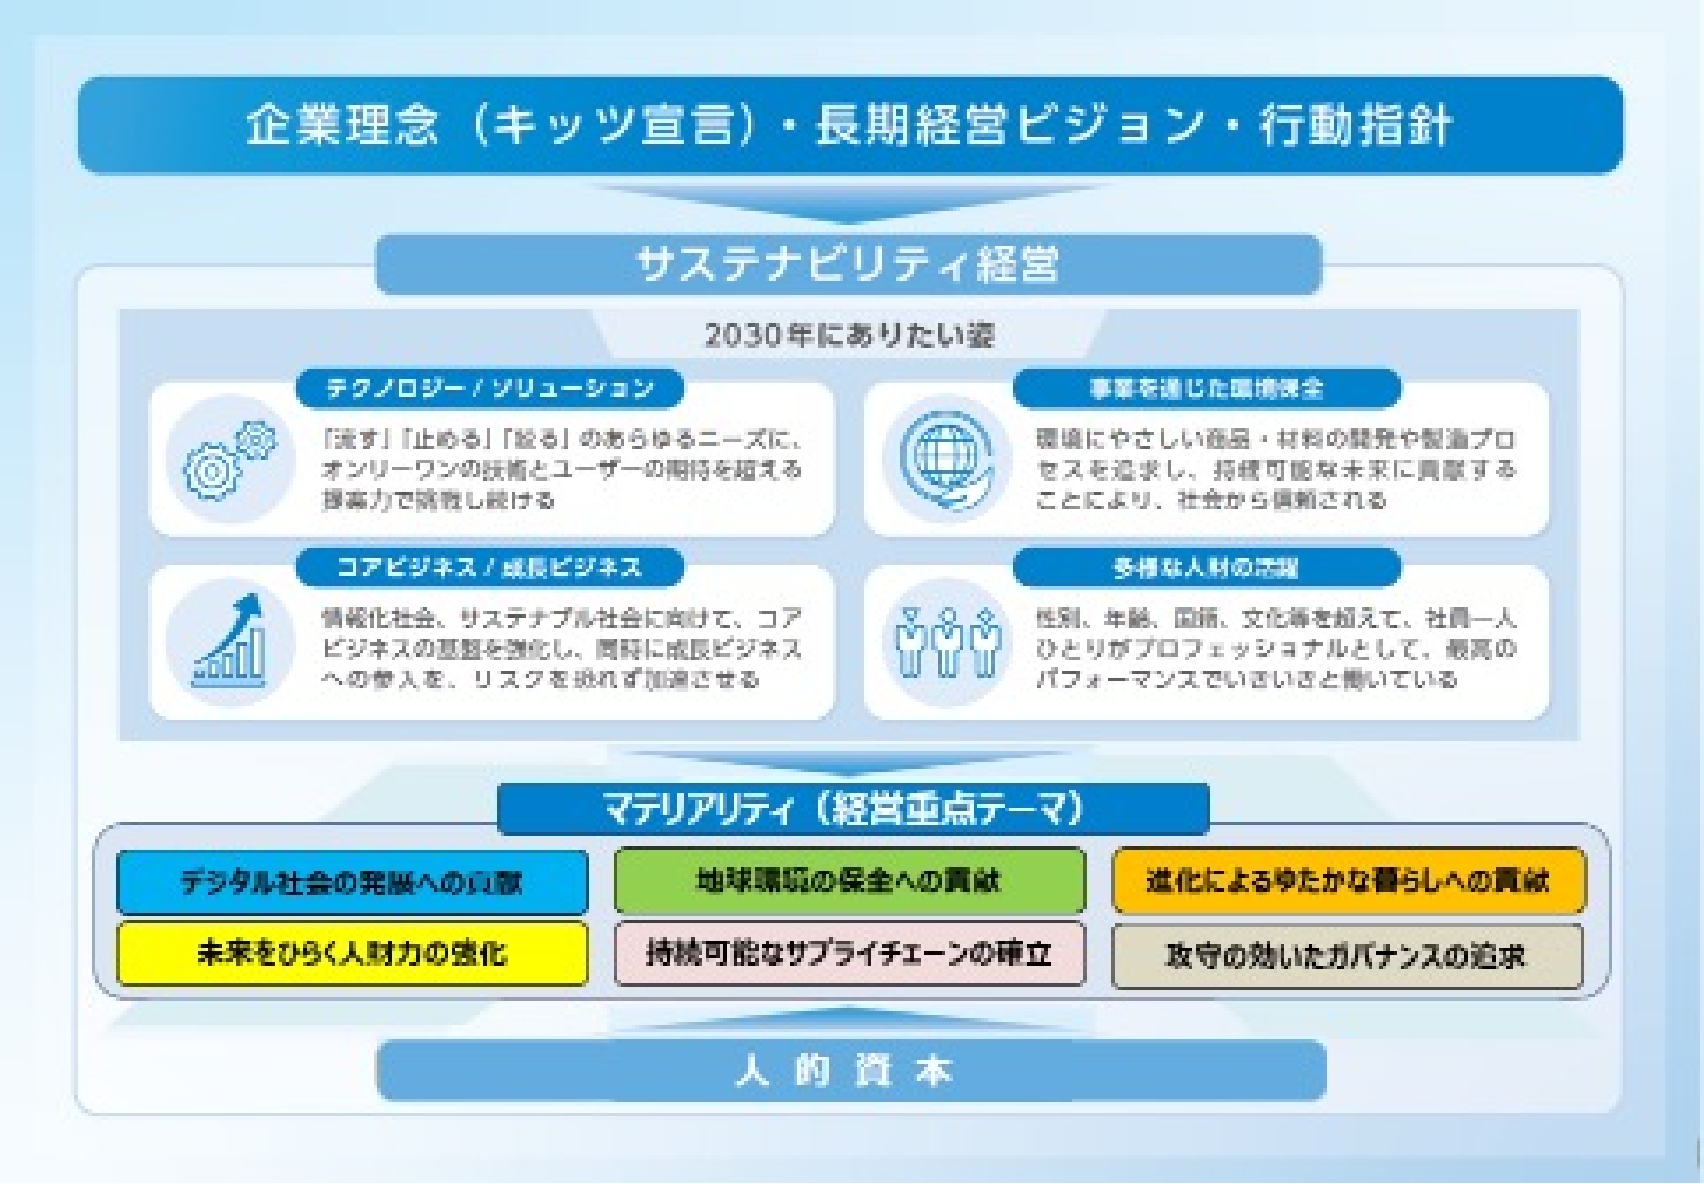 企業理念（キッツ宣言）・長期経営ビジョン・行動指針
サステナビリティ経営
2030年にありたい姿
テクノロジー / ソリューション
「流す」「止める」「絞る」のあらゆるニーズに、
オンリーワンの技術とユーザーの期待を超える
提案力で挑戦し続ける
事業を通じた環境保全
環境にやさしい商品・材料の開発や製造プロ
セスを追求し、持続可能な未来に貢献する
ことにより、社会から信頼される
コアビジネス / 成長ビジネス
情報化社会、サステナブル社会に向けて、コア
ビジネスの基盤を強化し、同時に成長ビジネス
への参入を、リスクを恐れず加速させる
多様な人財の活躍
性別、年齢、国籍、文化等を超えて、社員一人
ひとりがプロフェッショナルとして、最高の
パフォーマンスでいきいきと働いている
マテリアリティ（経営重点テーマ）
デジタル社会の発展への貢献
地球環境の保全への貢献
進化によるゆたかな暮らしへの貢献
未来をひらく人財力の強化
持続可能なサプライチェーンの確立
攻守の効いたガバナンスの追求
人的資本